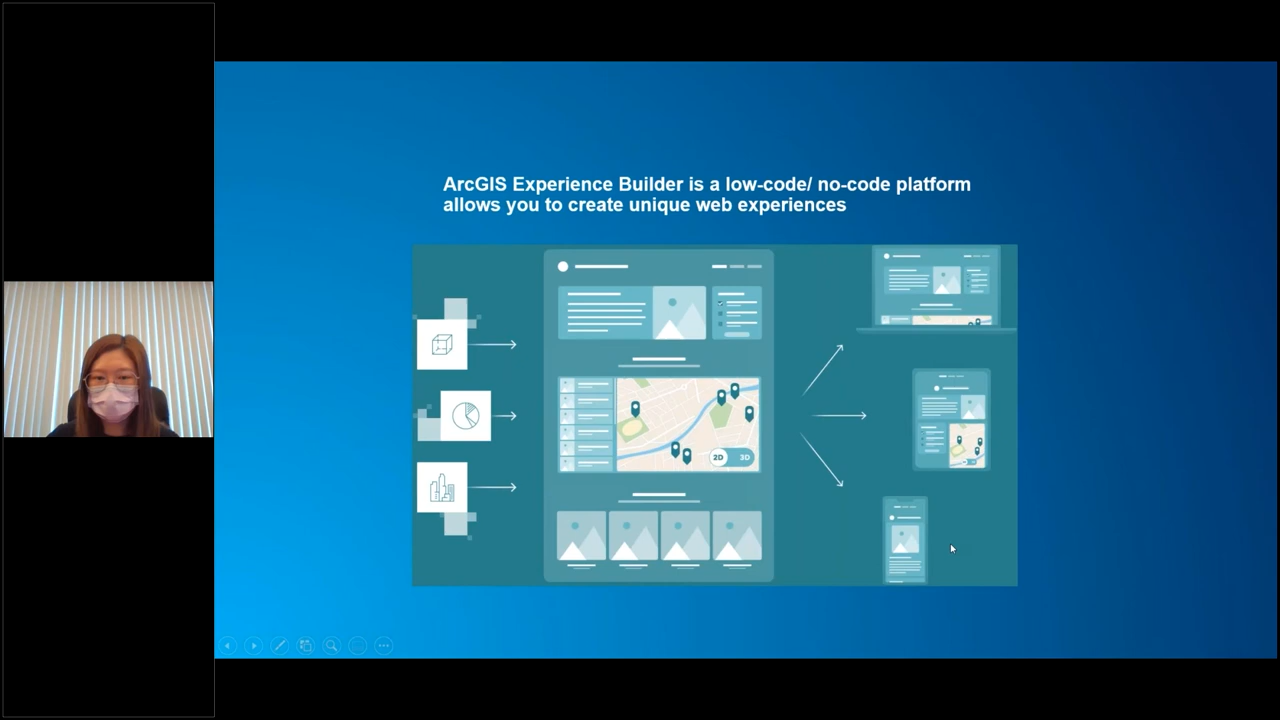 ArcGIS Experience Builder is a low-code/ no-code platform
allows you to create unique web experiences
2D 3D